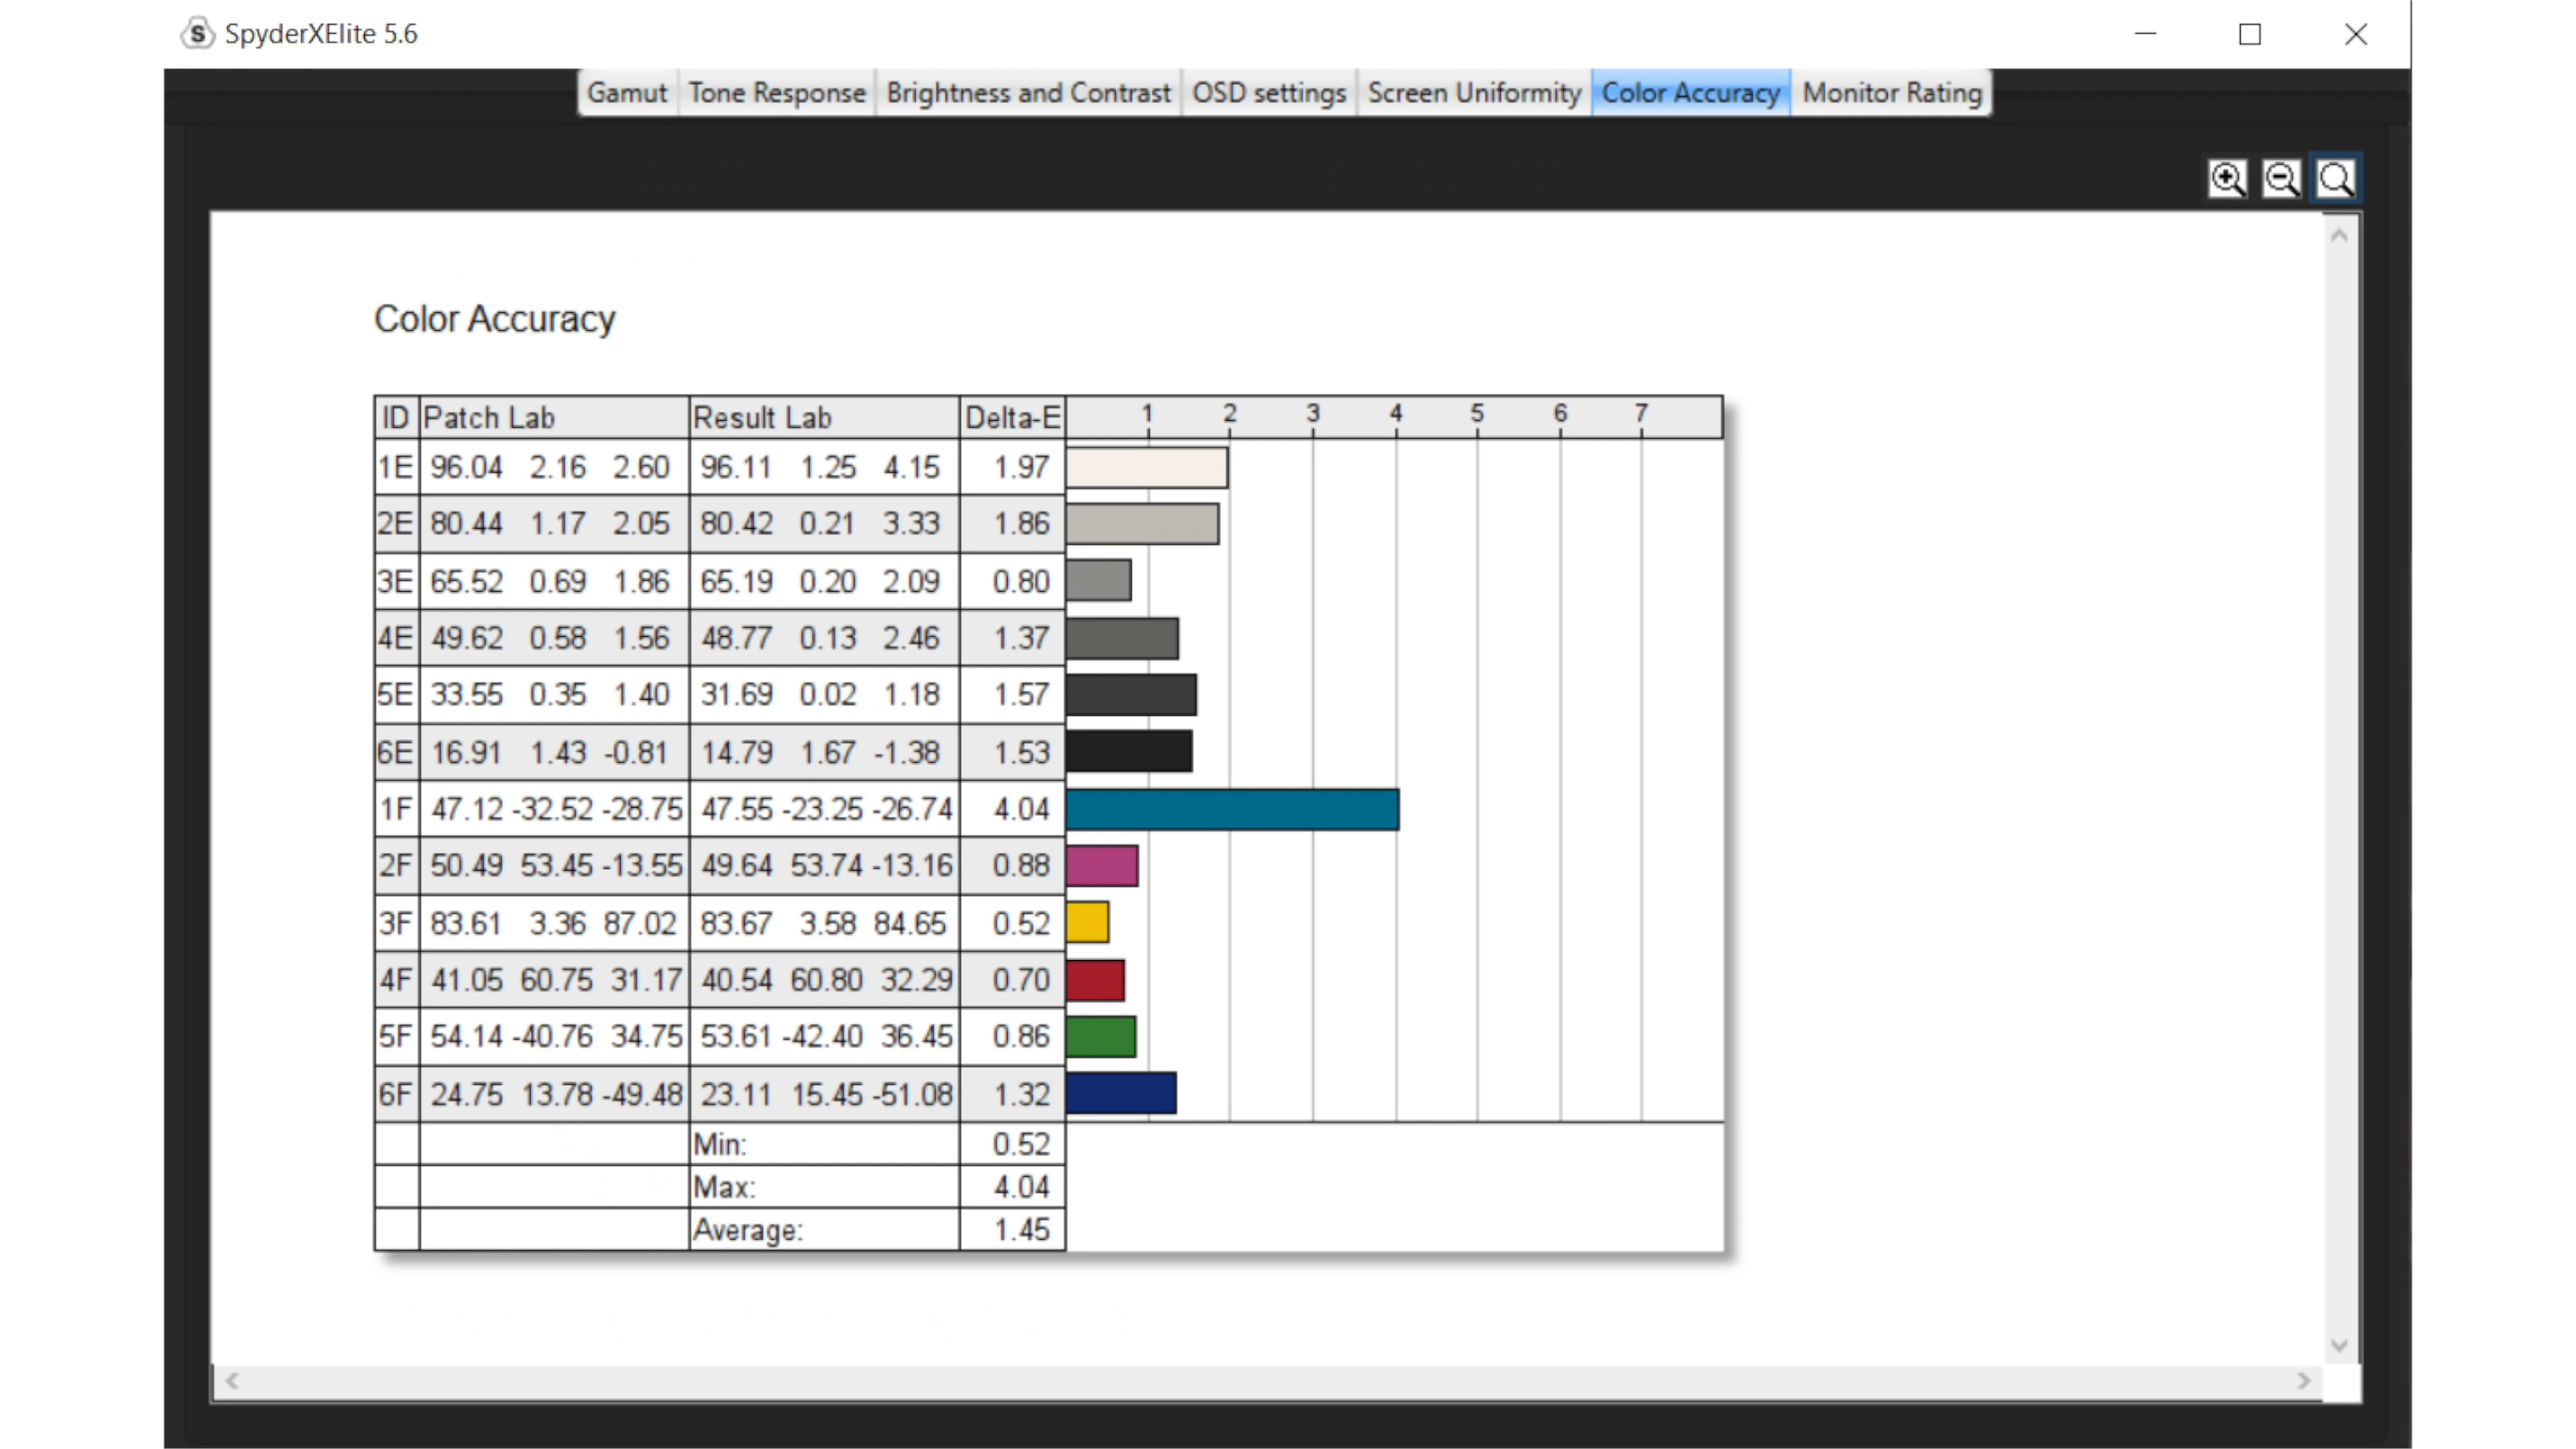 S SpyderXElite 5.6
Gamut Tone Response Brightness and Contrast OSD settings Screen Uniformity Color Accuracy Monitor Rating
Color Accuracy
ID Patch Lab Result Lab Delta-E 1 2 3 4 5 6 7
1E 96.04 2.16 2.60 96.11 1.25 4.15 1.97
2E 80.44 1.17 2.05 80.42 0.21 3.33 1.86
3E 65.52 0.69 1.86 65.19 0.20 2.09 0.80
4E 49.62 0.58 1.56 48.77 0.13 2.46 1.37
5E 33.55 0.35 1.40 31.69 0.02 1.18 1.57
6E 16.91 1.43 -0.81 14.79 1.67 -1.38 1.53
1F 47.12 -32.52 -28.75 47.55 -23.25 -26.74 4.04
2F 50.49 53.45 -13.55 49.64 53.74 -13.16 0.88
3F 83.61 3.36 87.02 83.67 3.58 84.65 0.52
4F 41.05 60.75 31.17 40.54 60.80 32.29 0.70
5F 54.14 -40.76 34.75 53.61 -42.40 36.45 0.86
6F 24.75 13.78 -49.48 23.11 15.45 -51.08 1.32
Min: 0.52
Max: 4.04
Average: 1.45